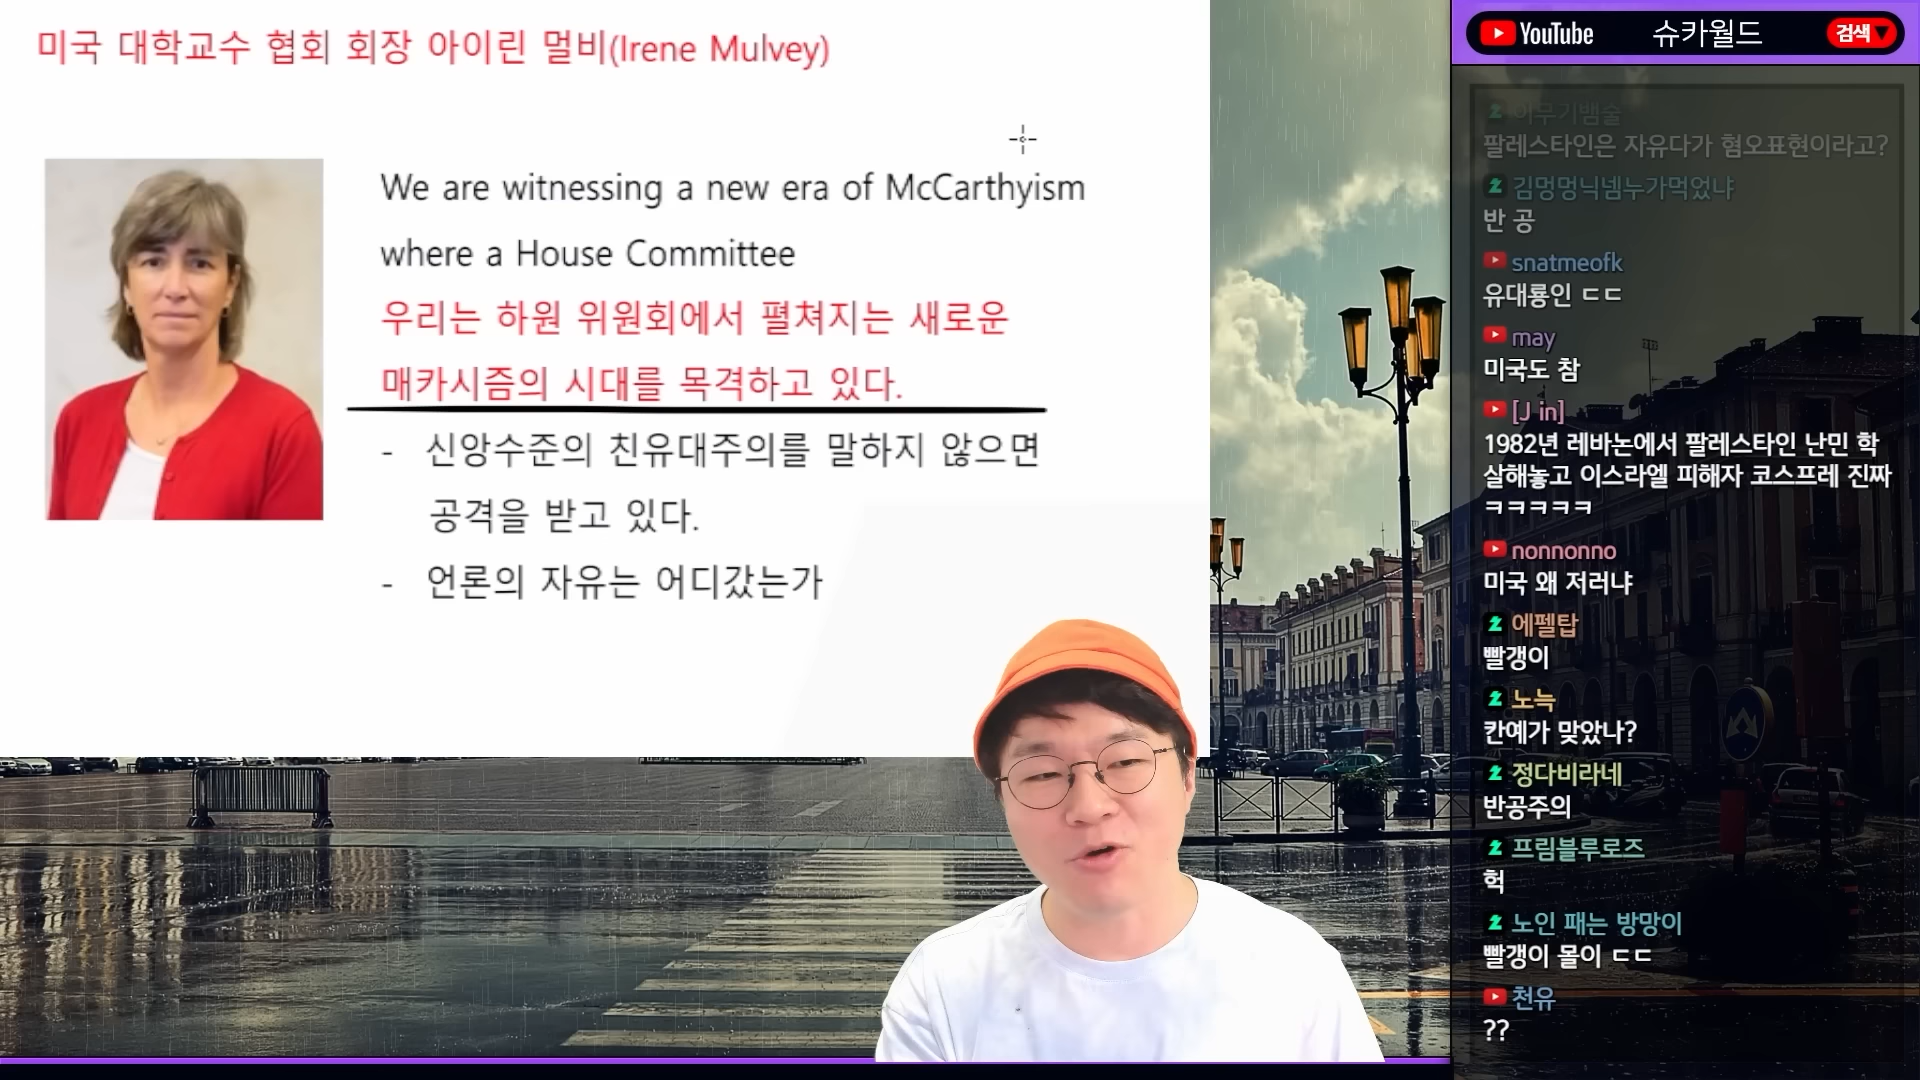 미국 대학교수 협회 회장 아이린 멀비(Irene Mulvey)
We are witnessing a new era of McCarthyism
where a House Committee
우리는 하원 위원회에서 펼쳐지는 새로운
매카시즘의 시대를 목격하고 있다.
- 신앙수준의 친유대주의를 말하지 않으면
공격을 받고 있다.
- 언론의 자유는 어디갔는가
YouTube 슈카월드 검색▼
이무기뱀술
팔레스타인은 자유다가 혐오표현이라고?
김멍멍닉넴누가먹었냐
반 공
snatmeofk
유대룡인 ㄷㄷ
may
미국도 참
[J in]
1982년 레바논에서 팔레스타인 난민 학
살해놓고 이스라엘 피해자 코스프레 진짜
ㅋㅋㅋㅋㅋ
nonnonno
미국 왜 저러냐
에펠탑
빨갱이
노늑
칸예가 맞았나?
정다비라네
반공주의
프림블루로즈
헉
노인 패는 방망이
빨갱이 몰이 ㄷㄷ
천유
??